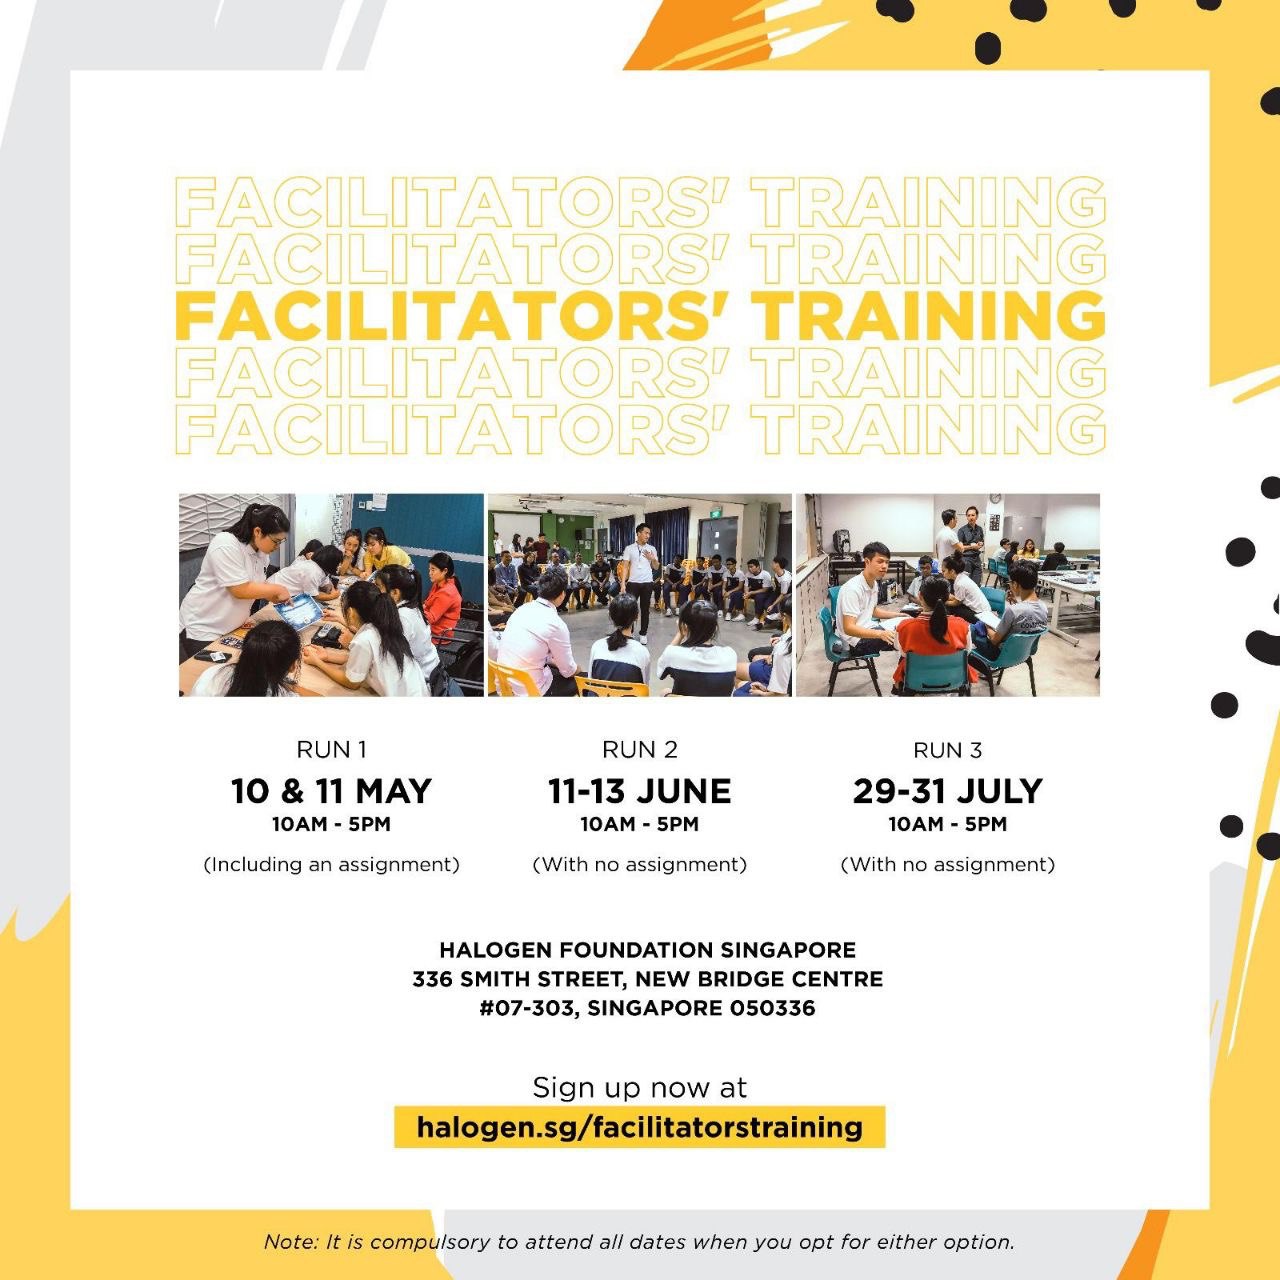 FACILITATORS' TRAINING
FACILITATORS' TRAINING
FACILITATORS' TRAINING
FACILITATORS' TRAINING
FACILITATORS' TRAINING
RUN 1
10 & 11 MAY
10AM - 5PM
(Including an assignment)
RUN 2
11-13 JUNE
10AM - 5PM
(With no assignment)
RUN 3
29-31 JULY
10AM - 5PM
(With no assignment)
HALOGEN FOUNDATION SINGAPORE
336 SMITH STREET, NEW BRIDGE CENTRE
#07-303, SINGAPORE 050336
Sign up now at
halogen.sg/facilitatorstraining
Note: It is compulsory to attend all dates when you opt for either option.